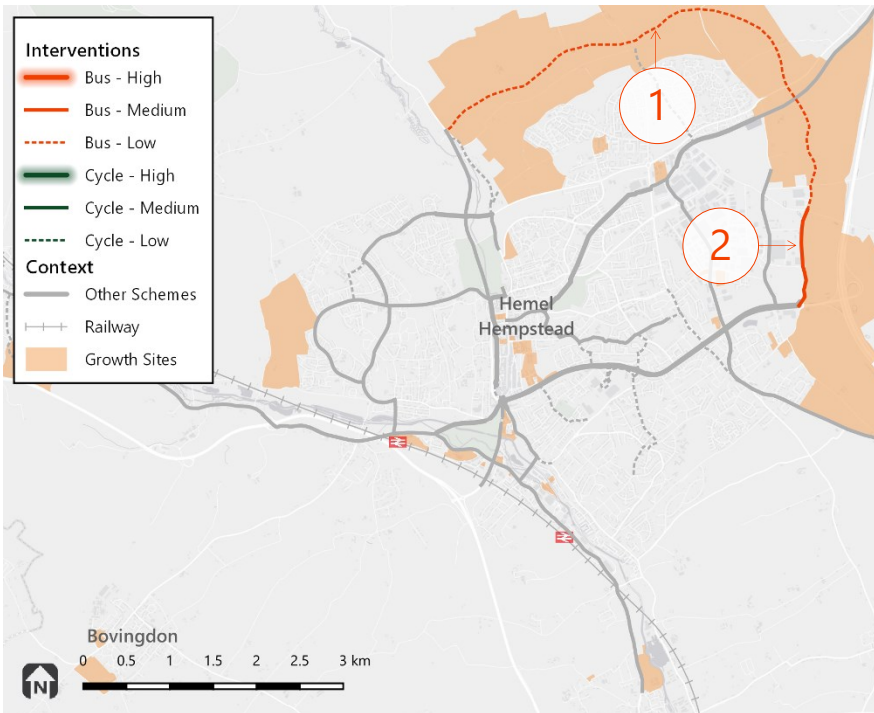 Interventions
Bus - High
Bus - Medium
Bus - Low
Cycle - High
Cycle - Medium
Cycle - Low
Context
Other Schemes
Railway
Growth Sites
1
2
Hemel
Hempstead
Bovingdon
0 0.5 1 1.5 2 2.5 3 km
N